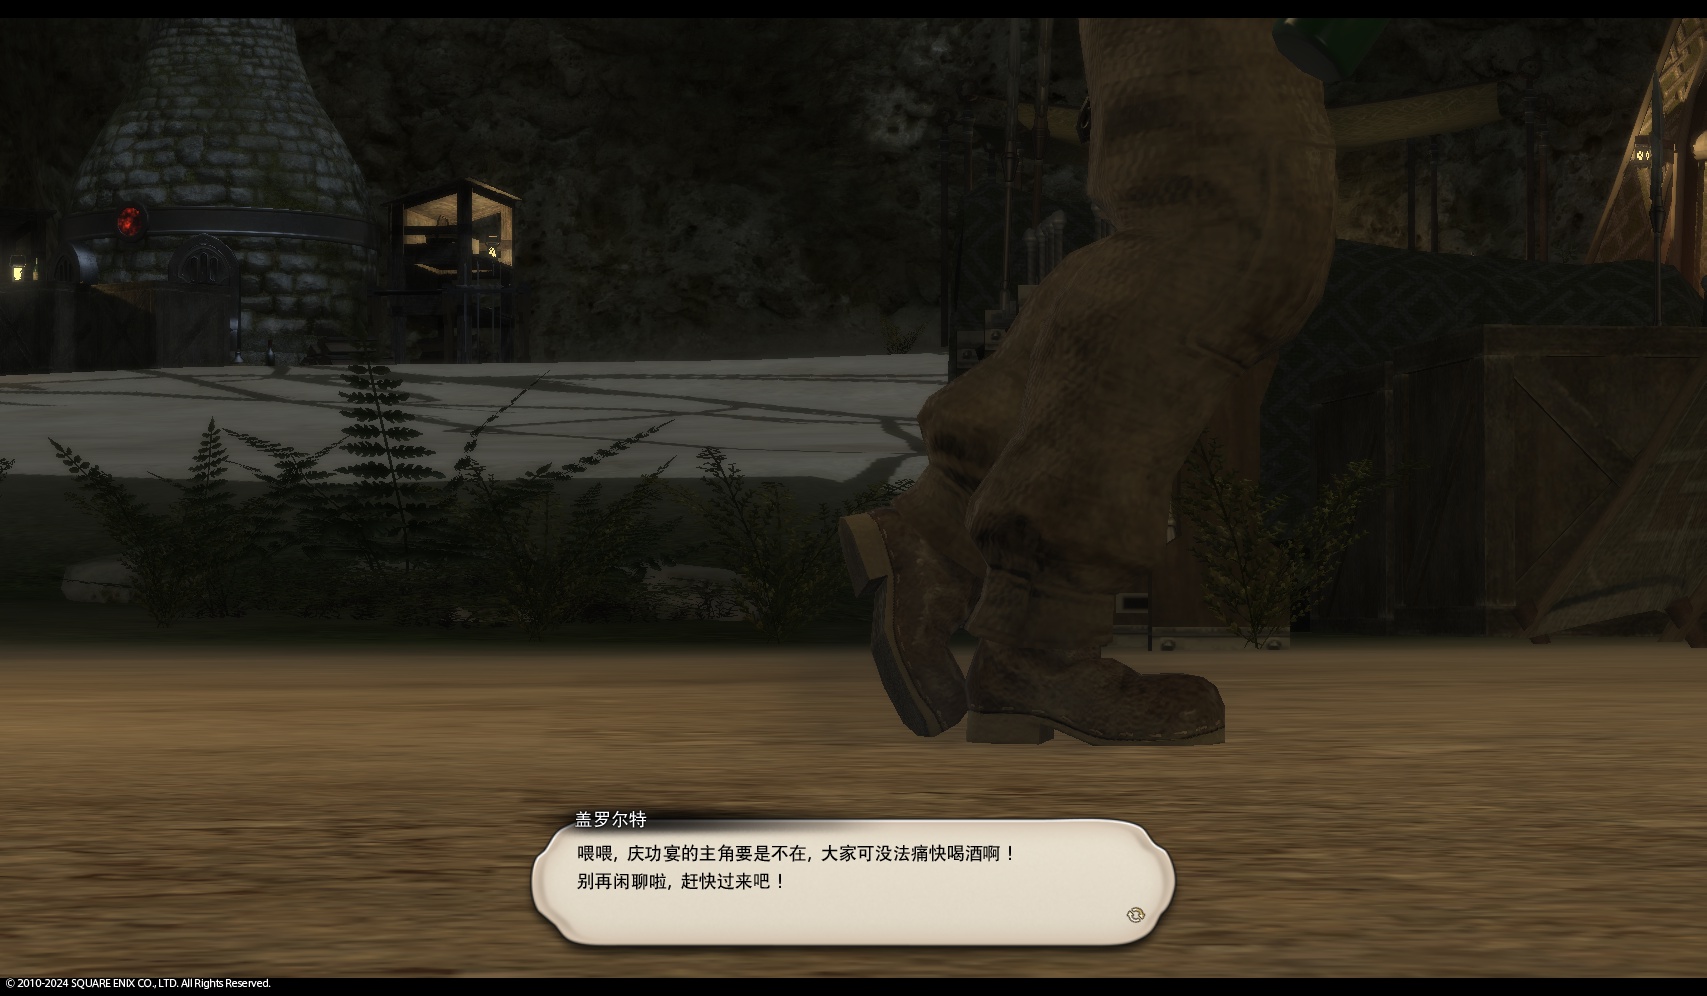 盖罗尔特
喂喂，庆功宴的主角要是不在，大家可没法痛快喝酒啊！
别再闲聊啦，赶快过来吧！
© 2010-2024 SQUARE ENIX CO., LTD. All Rights Reserved.